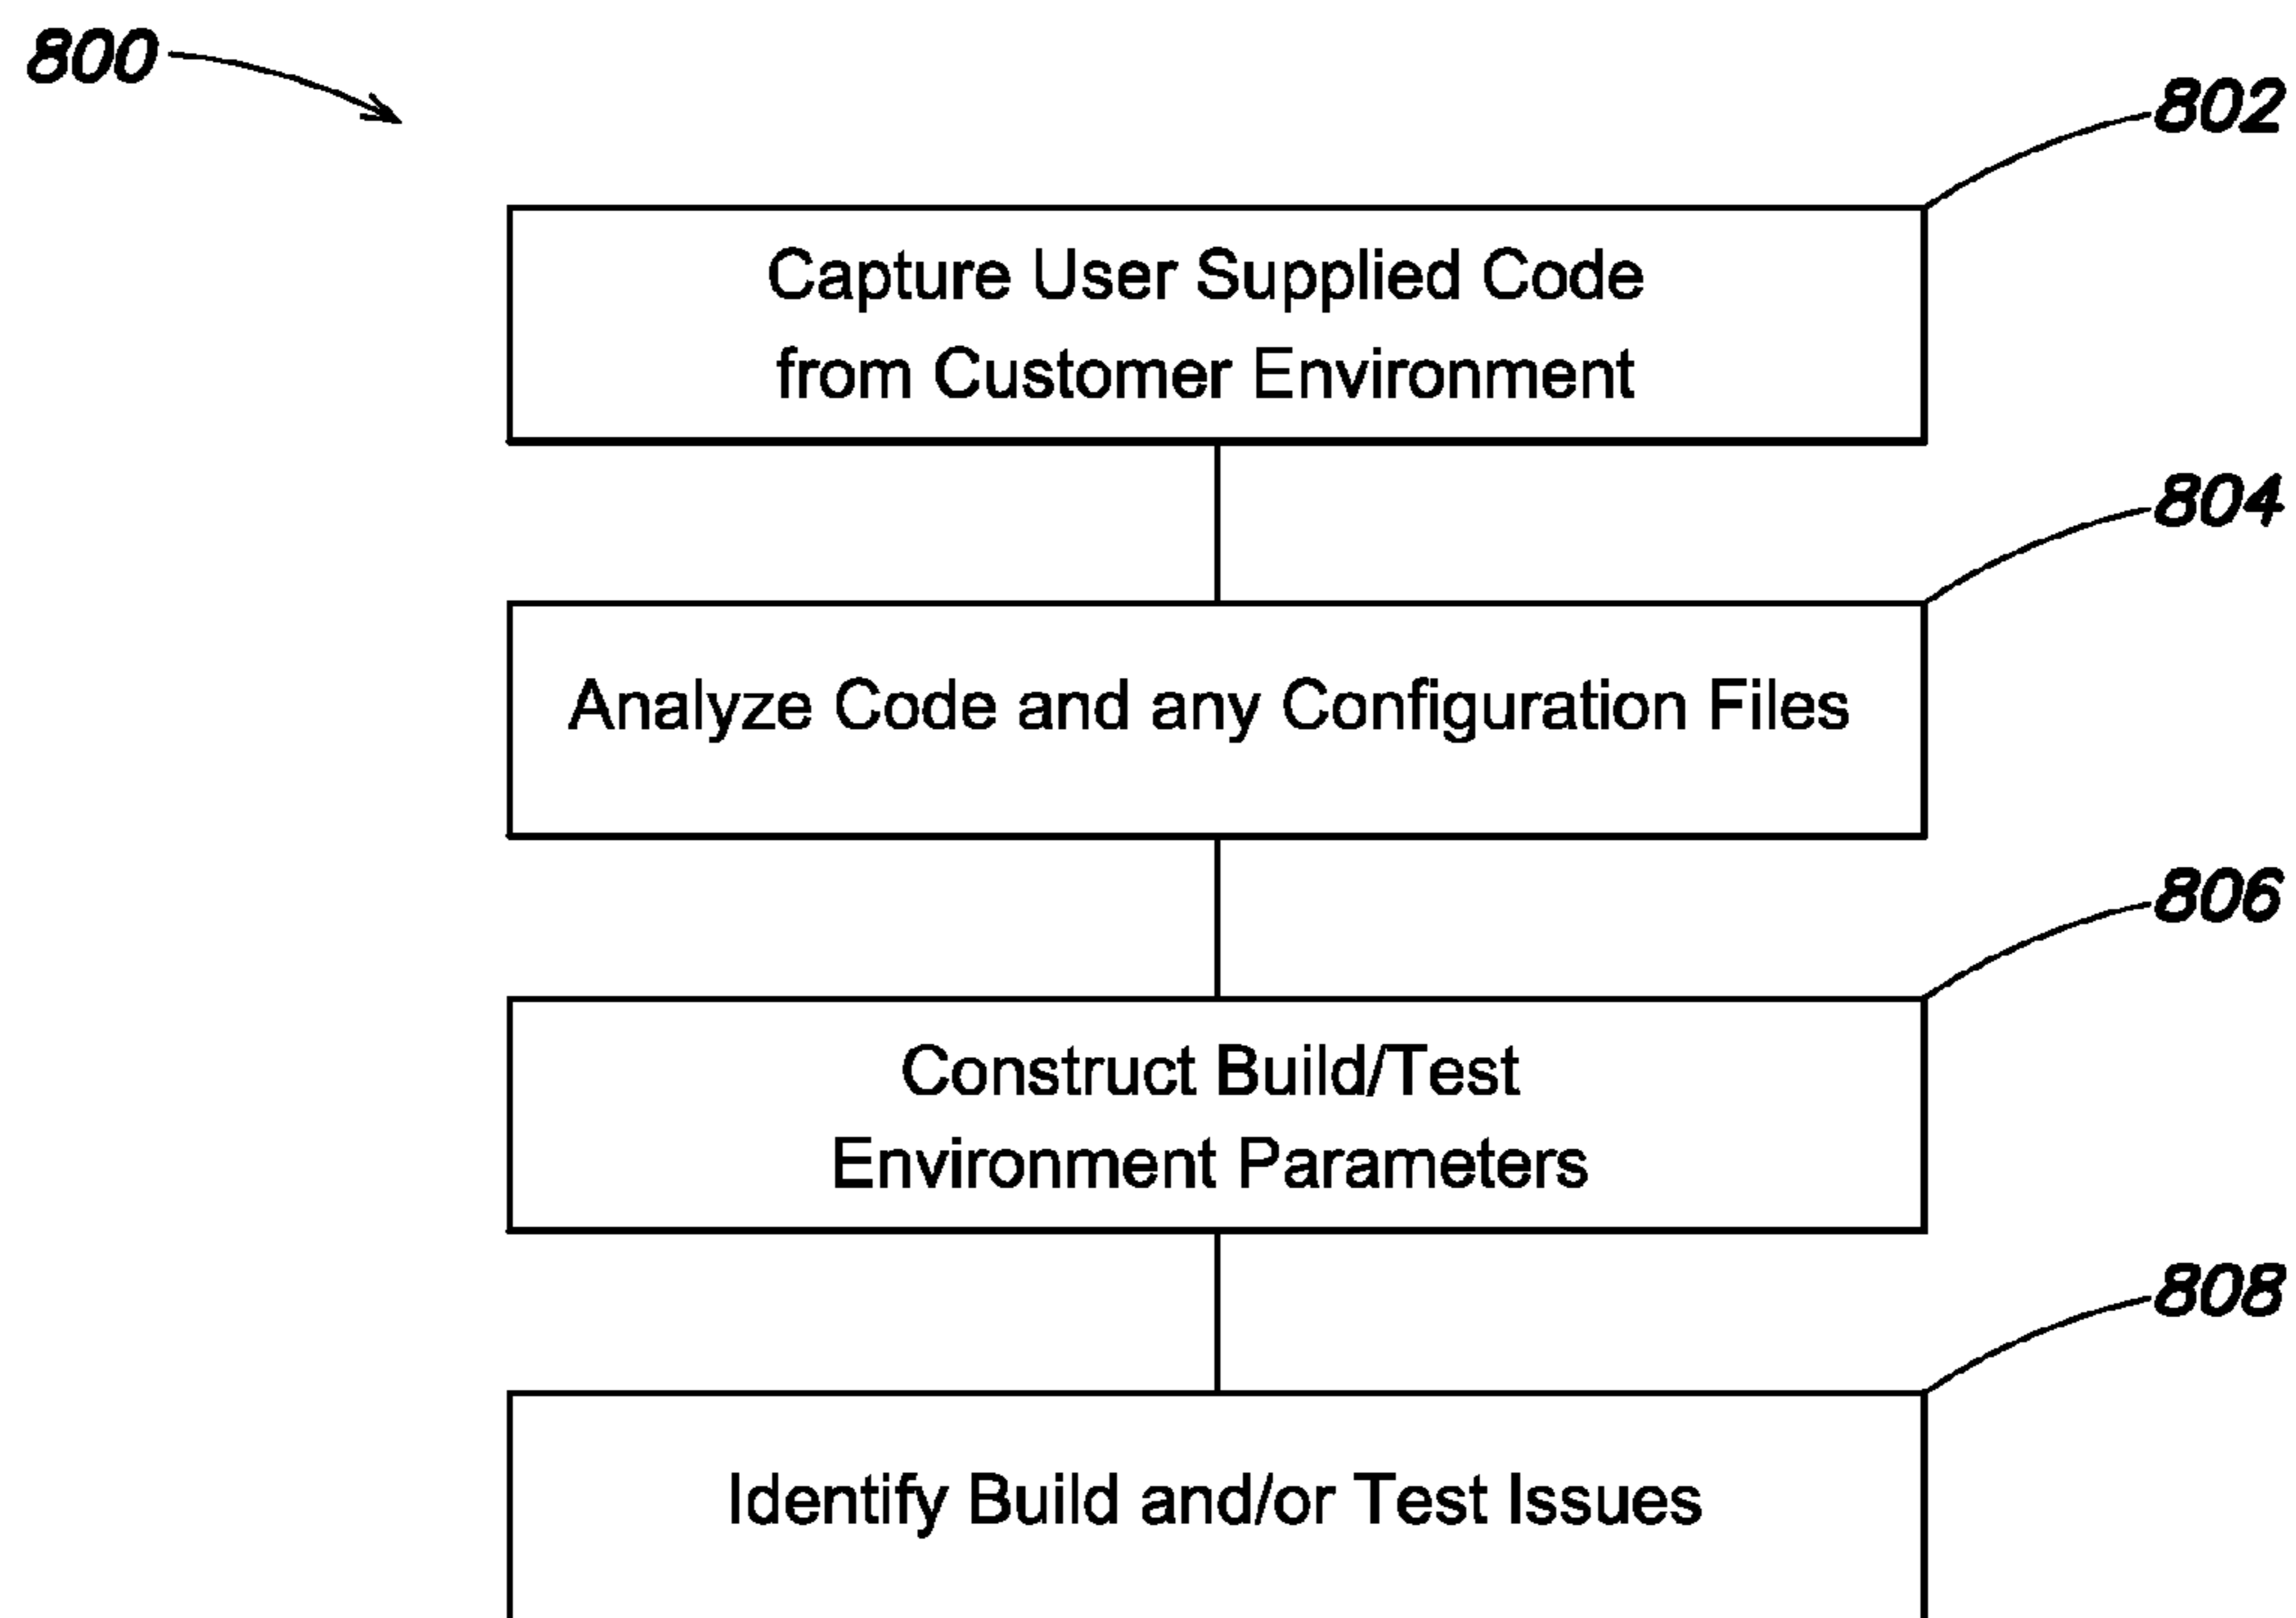 800
802
Capture User Supplied Code
from Customer Environment
804
Analyze Code and any Configuration Files
806
Construct Build/Test
Environment Parameters
808
Identify Build and/or Test Issues